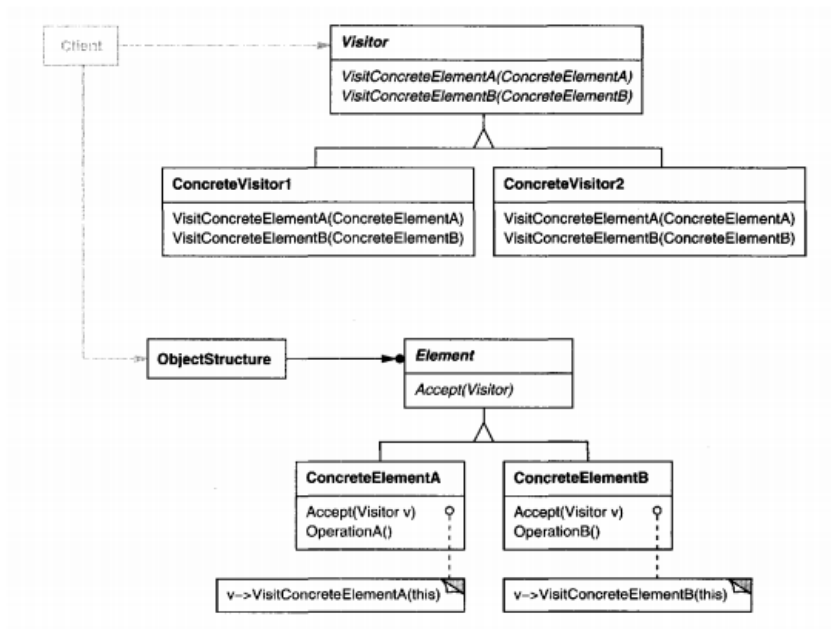 Client
Visitor
VisitConcreteElementA(ConcreteElementA)
VisitConcreteElementB(ConcreteElementB)
ConcreteVisitor1
VisitConcreteElementA(ConcreteElementA)
VisitConcreteElementB(ConcreteElementB)
ConcreteVisitor2
VisitConcreteElementA(ConcreteElementA)
VisitConcreteElementB(ConcreteElementB)
ObjectStructure
Element
Accept(Visitor)
ConcreteElementA
Accept(Visitor v)
OperationA()
ConcreteElementB
Accept(Visitor v)
OperationB()
v->VisitConcreteElementA(this)
v->VisitConcreteElementB(this)